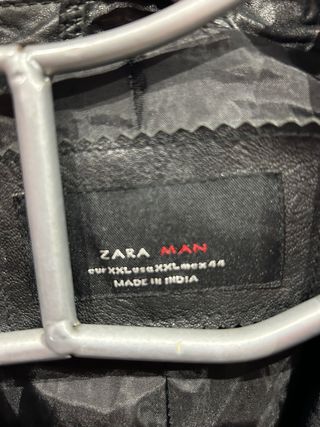 ZARA MAN
eur XXL usa XXL mex 44
MADE IN INDIA